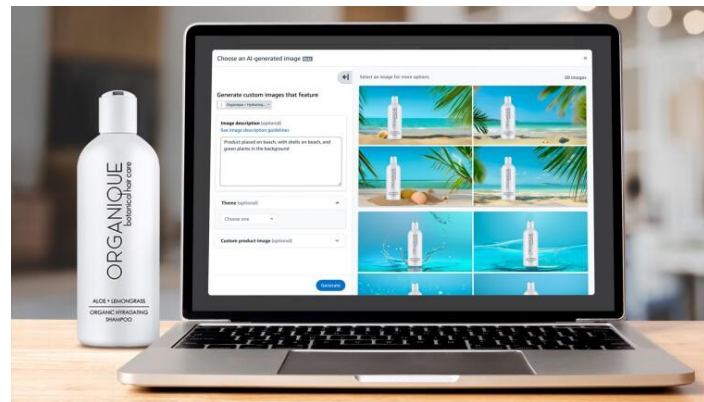 ORGANIQUE
botanical hair care
ALOE + LEMONGRASS
ORGANIC HYRADATING
SHAMPOO
Choose an AI-generated image
Select an image for more options.
Generate custom images that feature
Organique - Hydrating...
Image description (optional)
See image description guidelines
Product placed on beach, with shells on beach, and
green plants in the background
Theme (optional)
Choose one
Custom product image (optional)
Generate